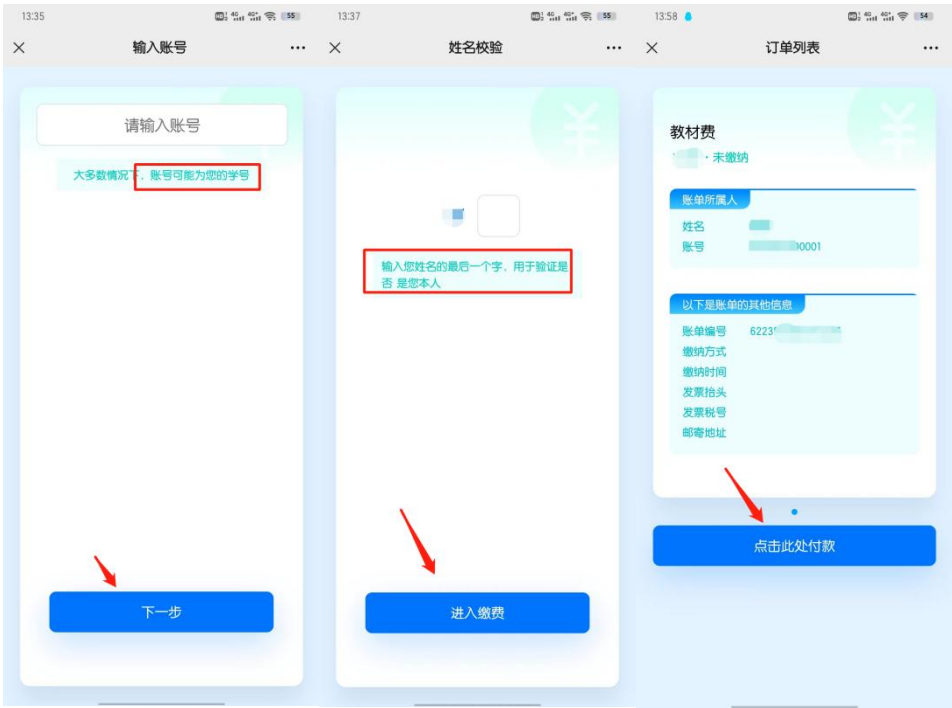 13:35
55
输入账号
请输入账号
大多数情况下，账号可能为您的学号
下一步
13:37
55
姓名校验
输入您姓名的最后一个字，用于验证是
否 是您本人
进入缴费
13:58
54
订单列表
教材费
· 未缴纳
账单所属人
姓名
账号 0001
以下是账单的其他信息
账单编号 6223
缴纳方式
缴纳时间
发票抬头
发票税号
邮寄地址
点击此处付款